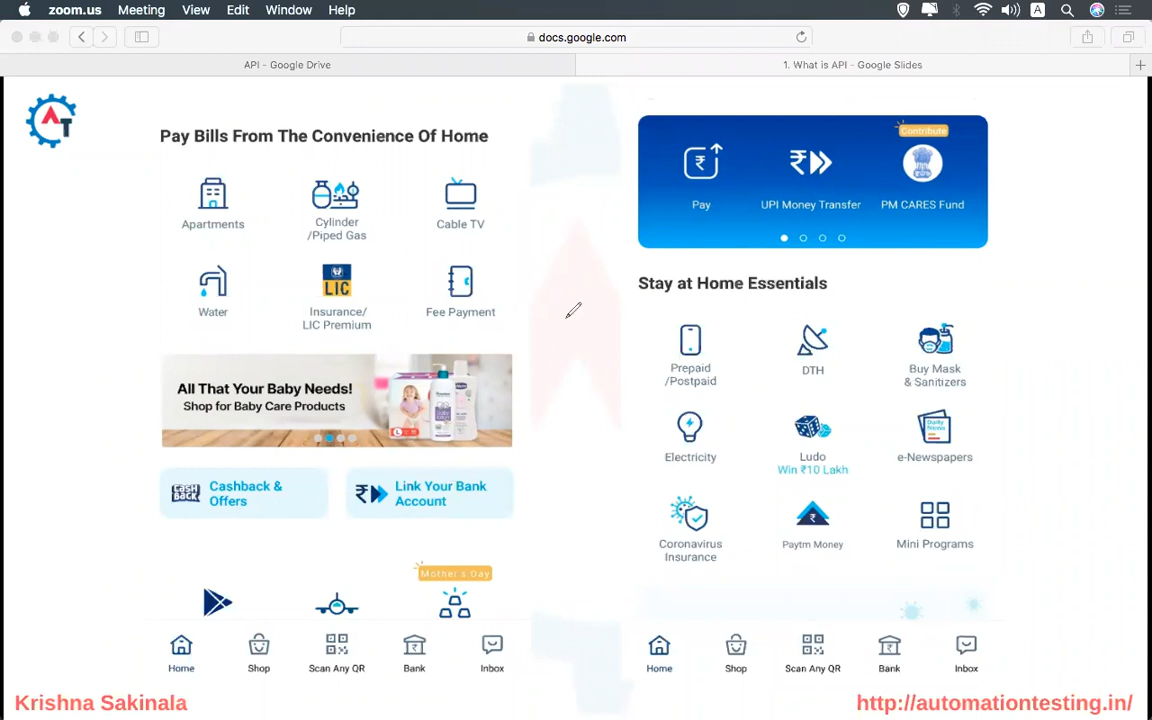 zoom.us Meeting View Edit Window Help
A
docs.google.com
API - Google Drive
1. What is API - Google Slides
AT
Pay Bills From The Convenience Of Home
Apartments
Cylinder
/Piped Gas
Cable TV
Water
LIC
Insurance/
LIC Premium
Fee Payment
All That Your Baby Needs!
Shop for Baby Care Products
CASH
BACK
Cashback &
Offers
Link Your Bank
Account
Mother's Day
Home
Shop
Scan Any QR
Bank
Inbox
Contribute
Pay
UPI Money Transfer
PM CARES Fund
Stay at Home Essentials
Prepaid
/Postpaid
DTH
Buy Mask
& Sanitizers
Electricity
Ludo
Win ₹10 Lakh
Daily
News
e-Newspapers
Coronavirus
Insurance
Paytm Money
Mini Programs
Home
Shop
Scan Any QR
Bank
Inbox
Krishna Sakinala
http://automationtesting.in/